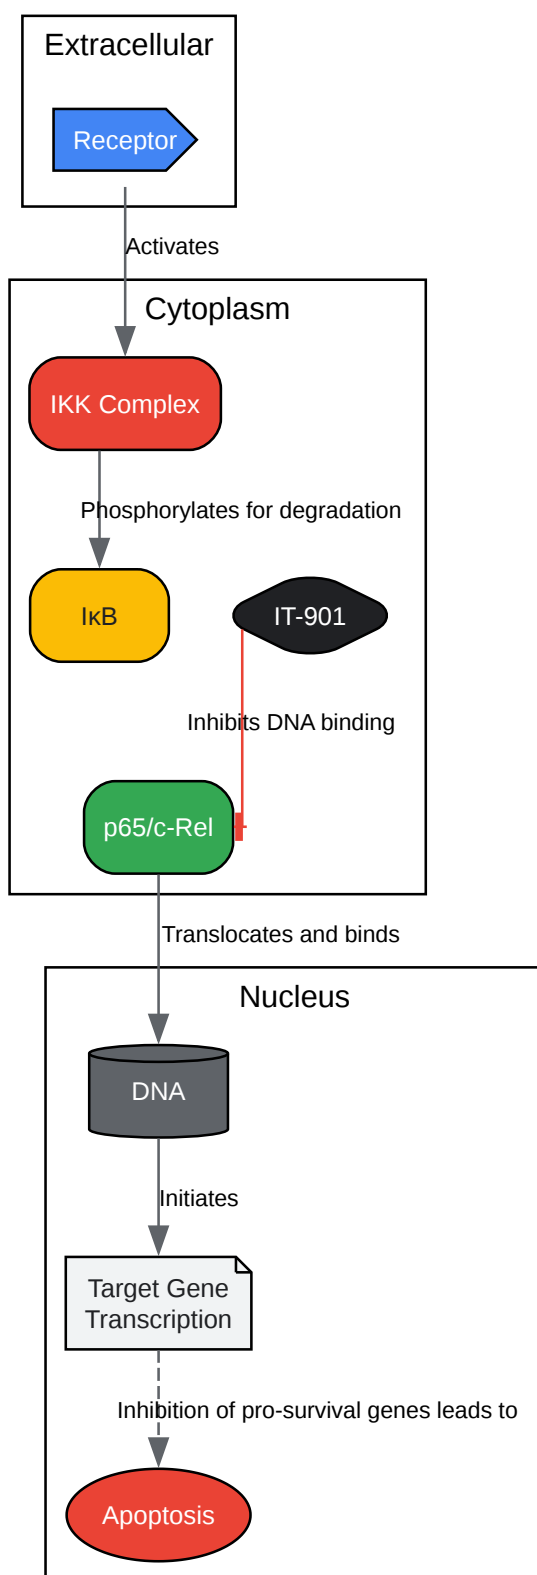 Extracellular
Receptor
Activates
Cytoplasm
IKK Complex
Phosphorylates for degradation
IκB
IT-901
Inhibits DNA binding
p65/c-Rel
Translocates and binds
Nucleus
DNA
Initiates
Target Gene
Transcription
Inhibition of pro-survival genes leads to
Apoptosis